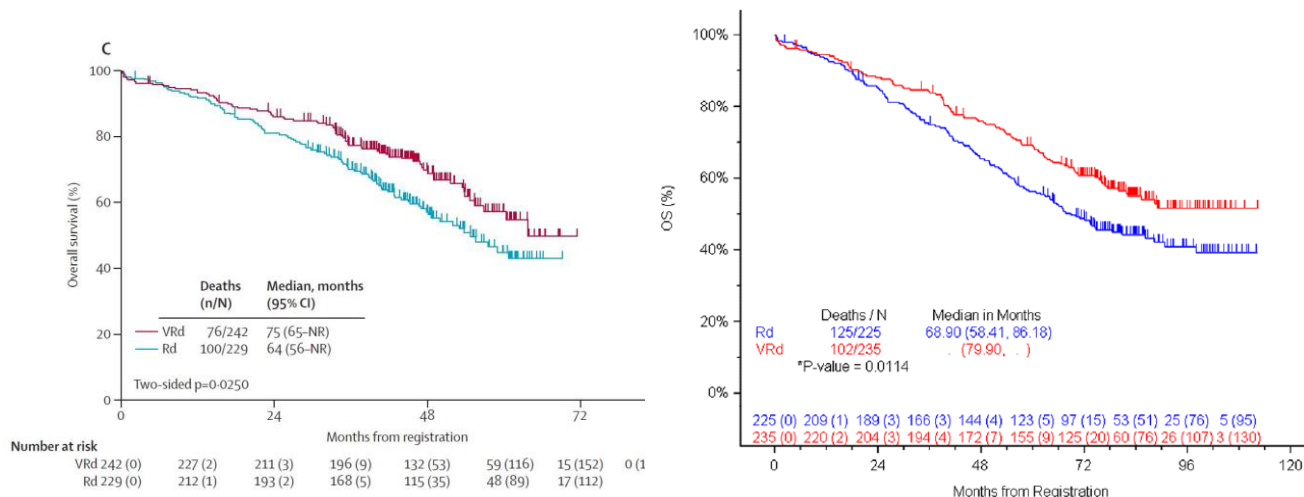 C
100
80
60
40
0
Overall survival (%)
Deaths (n/N) Median, months (95% CI)
VRd 76/242 75 (65–NR)
Rd 100/229 64 (56–NR)
Two-sided p=0·0250
0 24 48 72
Months from registration
Number at risk
VRd 242 (0) 227 (2) 211 (3) 196 (9) 132 (53) 59 (116) 15 (152) 0 (1
Rd 229 (0) 212 (1) 193 (2) 168 (5) 115 (35) 48 (89) 17 (112)
100%
80%
60%
40%
20%
0%
OS (%)
Deaths / N Median in Months
Rd 125/225 68.90 (58.41, 86.18)
VRd 102/235 . (79.90, . )
*P-value = 0.0114
225 (0) 209 (1) 189 (3) 166 (3) 144 (4) 123 (5) 97 (15) 53 (51) 25 (76) 5 (95)
235 (0) 220 (2) 204 (3) 194 (4) 172 (7) 155 (9) 125 (20) 60 (76) 26 (107) 3 (130)
0 24 48 72 96 120
Months from Registration